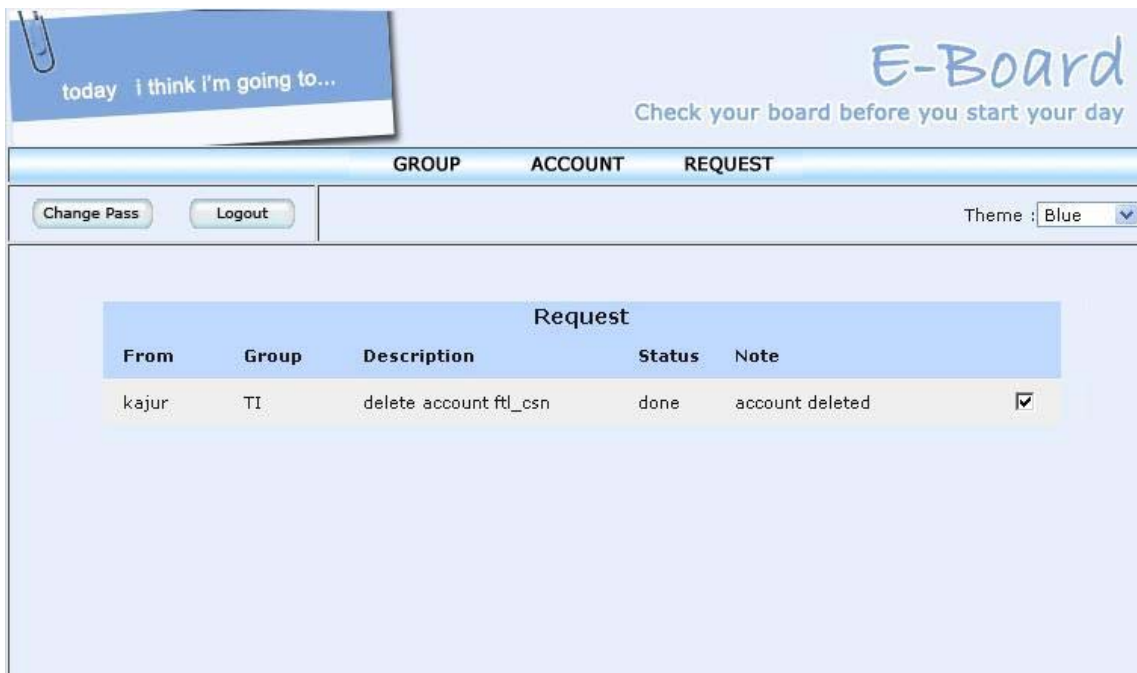 today i think i'm going to...
E-Board
Check your board before you start your day
GROUP ACCOUNT REQUEST
Change Pass Logout Theme : Blue
Request
From Group Description Status Note
kajur TI delete account ftl_csn done account deleted